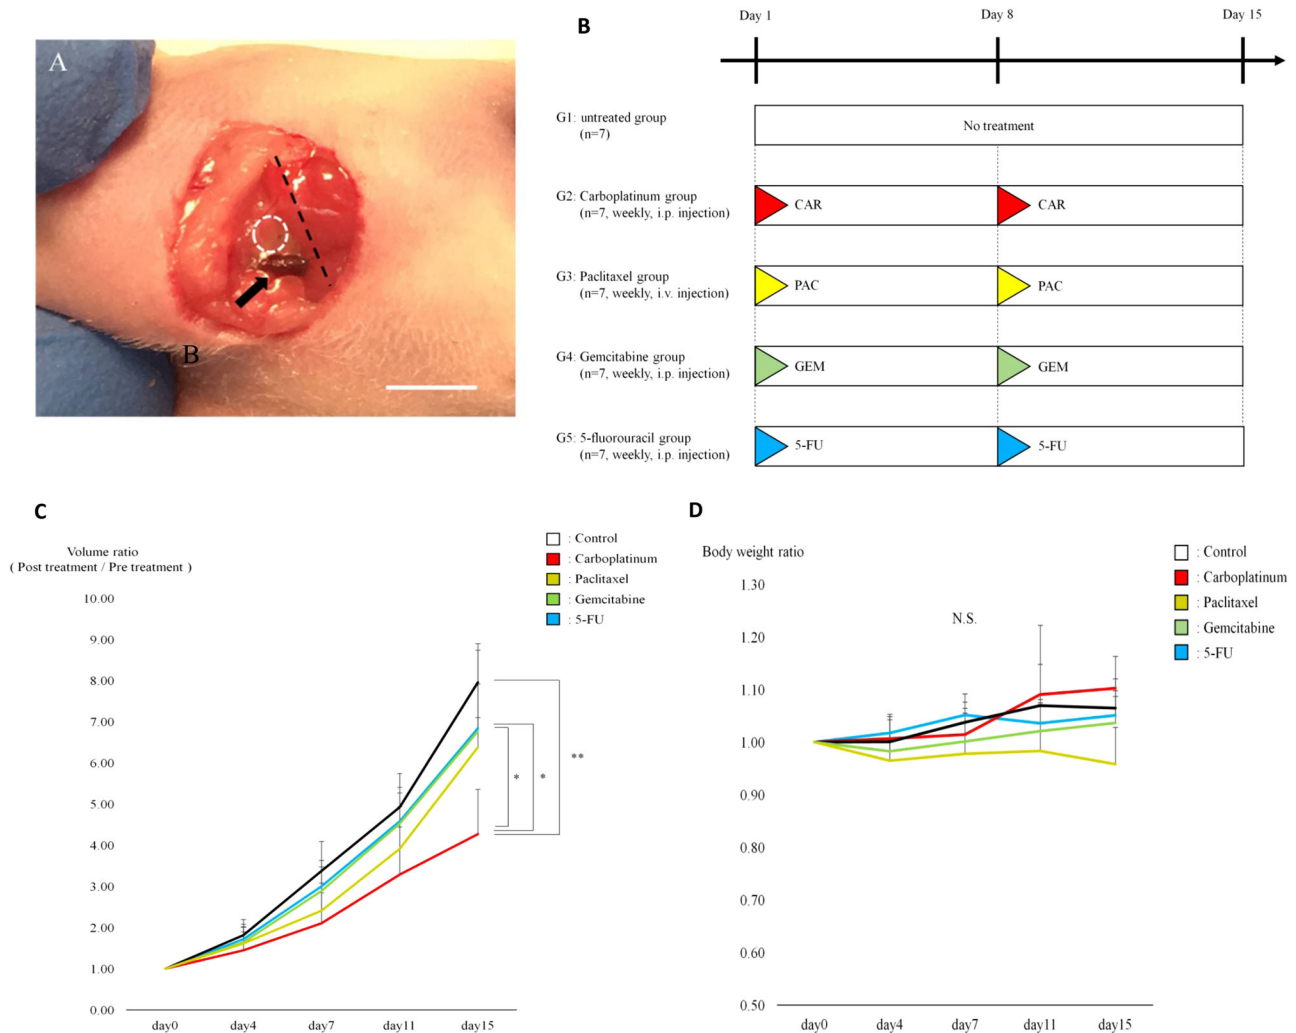 A
B
B
Day 1
Day 8
Day 15
G1: untreated group
(n=7)
No treatment
G2: Carboplatinum group
(n=7, weekly, i.p. injection)
CAR
CAR
G3: Paclitaxel group
(n=7, weekly, i.v. injection)
PAC
PAC
G4: Gemcitabine group
(n=7, weekly, i.p. injection)
GEM
GEM
G5: 5-fluorouracil group
(n=7, weekly, i.p. injection)
5-FU
5-FU
C
Volume ratio
( Post treatment / Pre treatment )
: Control
: Carboplatinum
: Paclitaxel
: Gemcitabine
: 5-FU
10.00
9.00
8.00
7.00
6.00
5.00
4.00
3.00
2.00
1.00
0.00
*
*
**
day0
day4
day7
day11
day15
D
Body weight ratio
: Control
: Carboplatinum
: Paclitaxel
: Gemcitabine
: 5-FU
N.S.
1.30
1.20
1.10
1.00
0.90
0.80
0.70
0.60
0.50
day0
day4
day7
day11
day15